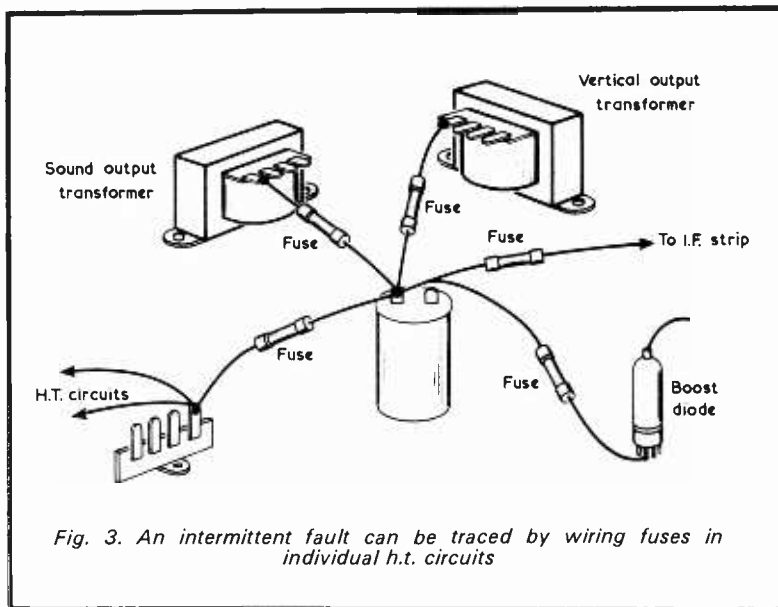 Vertical output
transformer
Sound output
transformer
Fuse
Fuse
Fuse
To I.F. strip
Fuse
Fuse
H.T. circuits
Boost
diode
Fig. 3. An intermittent fault can be traced by wiring fuses in
individual h.t. circuits